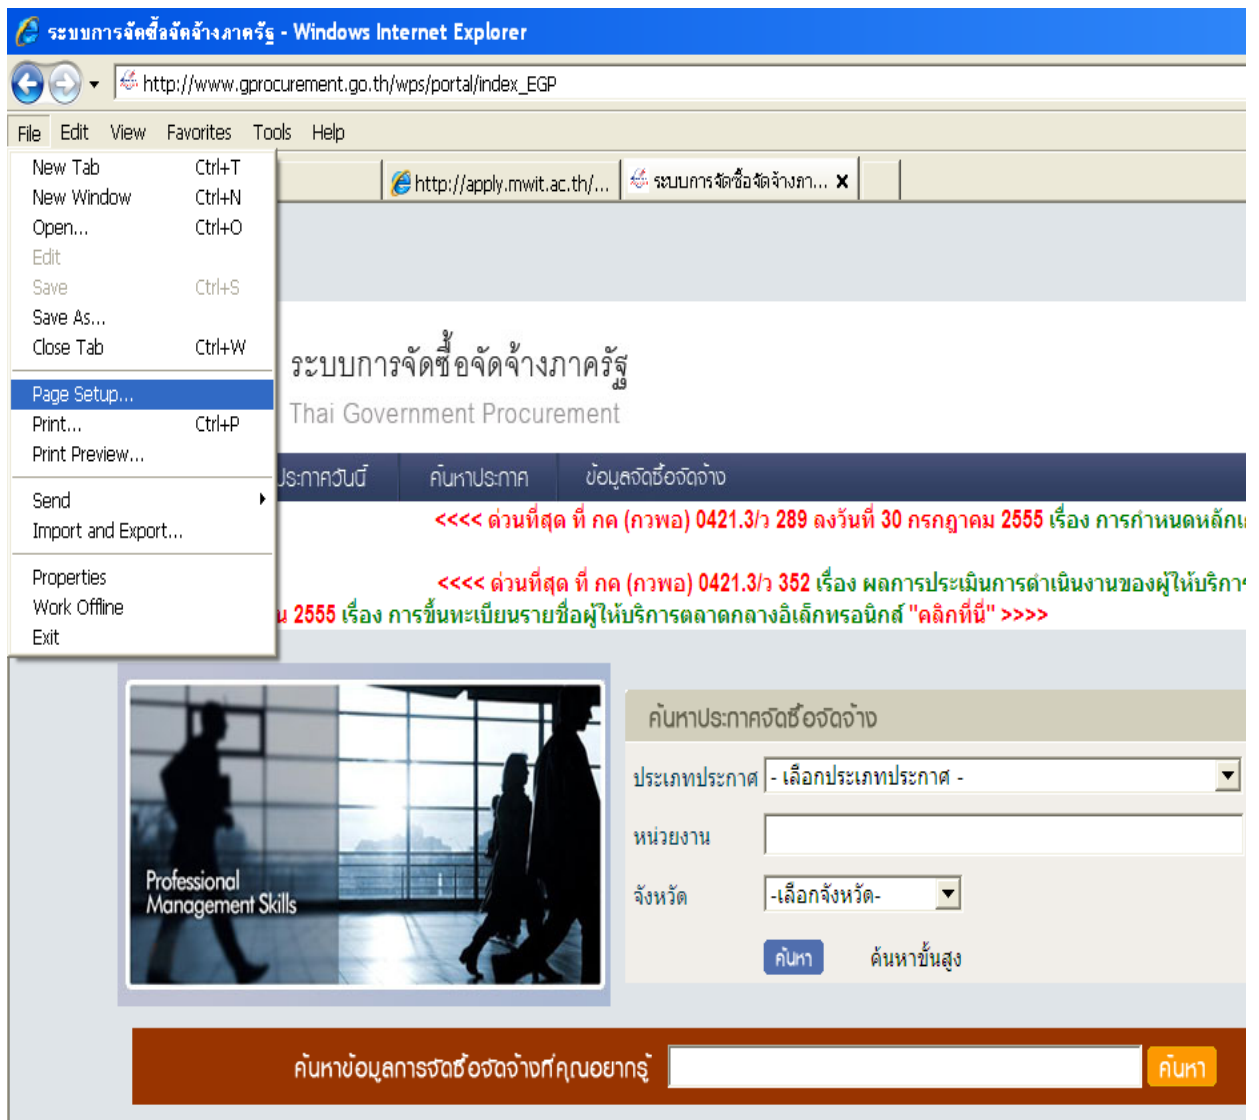 ระบบการจัดซื้อจัดจ้างภาครัฐ - Windows Internet Explorer
http://www.gprocurement.go.th/wps/portal/index_EGP
File Edit View Favorites Tools Help
http://apply.mwit.ac.th/... ระบบการจัดซื้อจัดจ้างภา... X
New Tab Ctrl+T
New Window Ctrl+N
Open... Ctrl+O
Edit
Save Ctrl+S
Save As...
Close Tab Ctrl+W
Page Setup...
Print... Ctrl+P
Print Preview...
Send
Import and Export...
Properties
Work Offline
Exit
ระบบการจัดซื้อจัดจ้างภาครัฐ
Thai Government Procurement
ประกาศวันนี้ ค้นหาประกาศ ข้อมูลจัดซื้อจัดจ้าง
<<<< ด่วนที่สุด ที่ กค (กวพอ) 0421.3/ว 289 ลงวันที่ 30 กรกฎาคม 2555 เรื่อง การกำหนดหลักเก
<<<< ด่วนที่สุด ที่ กค (กวพอ) 0421.3/ว 352 เรื่อง ผลการประเมินการดำเนินงานของผู้ให้บริการ
น 2555 เรื่อง การขึ้นทะเบียนรายชื่อผู้ให้บริการตลาดกลางอิเล็กทรอนิกส์ "คลิกที่นี่" >>>>
Professional
Management Skills
ค้นหาประกาศจัดซื้อจัดจ้าง
ประเภทประกาศ - เลือกประเภทประกาศ -
หน่วยงาน
จังหวัด -เลือกจังหวัด-
ค้นหา ค้นหาขั้นสูง
ค้นหาข้อมูลการจัดซื้อจัดจ้างที่คุณอยากรู้ ค้นหา